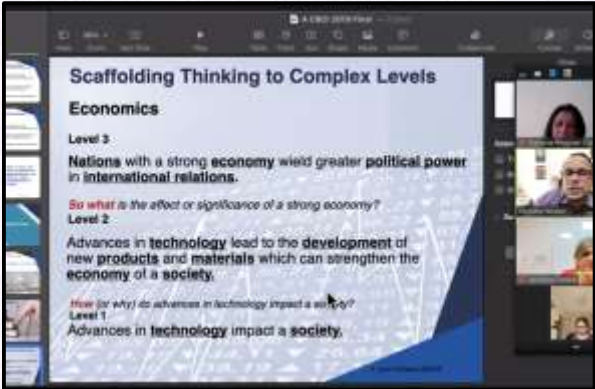 Scaffolding Thinking to Complex Levels
Economics
Level 3
Nations with a strong economy wield greater political power
in international relations.
So what is the effect or significance of a strong economy?
Level 2
Advances in technology lead to the development of
new products and materials which can strengthen the
economy of a society.
How (or why) do advances in technology impact a society?
Level 1
Advances in technology impact a society.